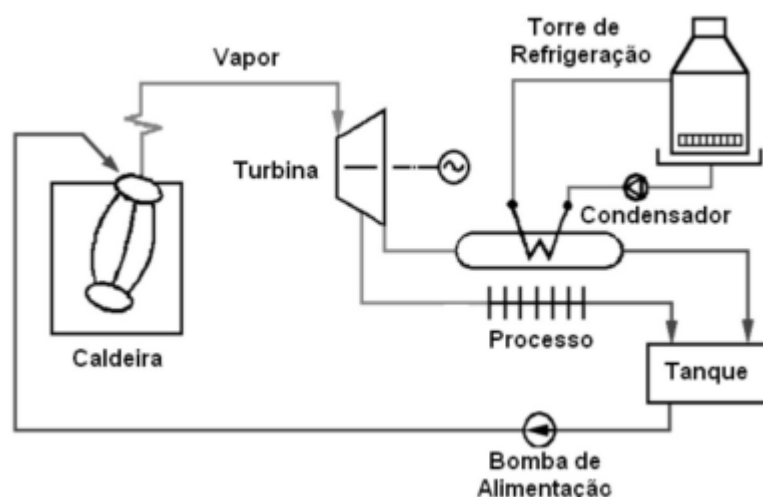 Torre de
Refrigeração
Vapor
Turbina
Condensador
Caldeira
Processo
Tanque
Bomba de
Alimentação